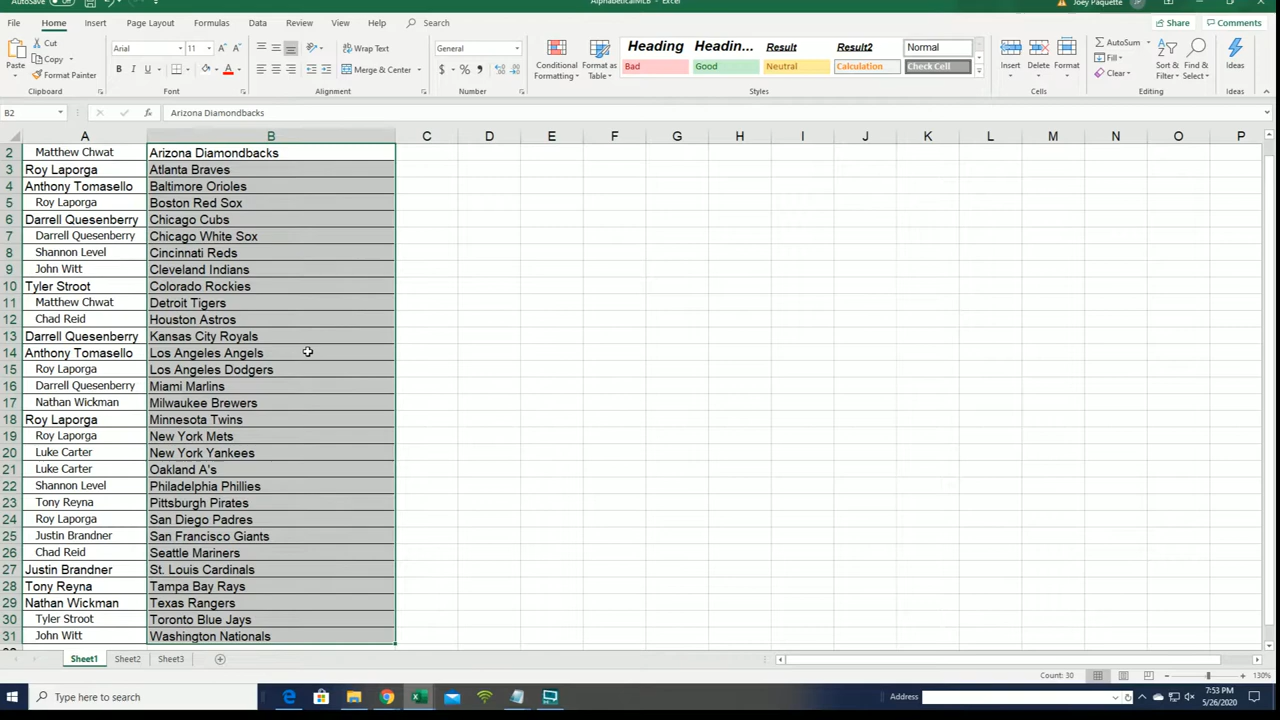 AlphabeticalMLB - Excel
Joey Paquette
JP
File Home Insert Page Layout Formulas Data Review View Help Search Share Comments
Paste Cut Copy Format Painter Clipboard
Arial 11 Font
Wrap Text Merge & Center Alignment
General Number
Conditional Formatting Format as Table
Heading Headin... Result Result2 Normal
Bad Good Neutral Calculation Check Cell
Styles
Insert Delete Format Cells
AutoSum Fill Clear Sort & Filter Find & Select Editing
Ideas Ideas
B2 Arizona Diamondbacks
A B C D E F G H I J K L M N O P
2 Matthew Chwat Arizona Diamondbacks
3 Roy Laporga Atlanta Braves
4 Anthony Tomasello Baltimore Orioles
5 Roy Laporga Boston Red Sox
6 Darrell Quesenberry Chicago Cubs
7 Darrell Quesenberry Chicago White Sox
8 Shannon Level Cincinnati Reds
9 John Witt Cleveland Indians
10 Tyler Stroot Colorado Rockies
11 Matthew Chwat Detroit Tigers
12 Chad Reid Houston Astros
13 Darrell Quesenberry Kansas City Royals
14 Anthony Tomasello Los Angeles Angels
15 Roy Laporga Los Angeles Dodgers
16 Darrell Quesenberry Miami Marlins
17 Nathan Wickman Milwaukee Brewers
18 Roy Laporga Minnesota Twins
19 Roy Laporga New York Mets
20 Luke Carter New York Yankees
21 Luke Carter Oakland A's
22 Shannon Level Philadelphia Phillies
23 Tony Reyna Pittsburgh Pirates
24 Roy Laporga San Diego Padres
25 Justin Brandner San Francisco Giants
26 Chad Reid Seattle Mariners
27 Justin Brandner St. Louis Cardinals
28 Tony Reyna Tampa Bay Rays
29 Nathan Wickman Texas Rangers
30 Tyler Stroot Toronto Blue Jays
31 John Witt Washington Nationals
Sheet1 Sheet2 Sheet3
Count: 30 130%
Type here to search Address 7:53 PM
5/26/2020